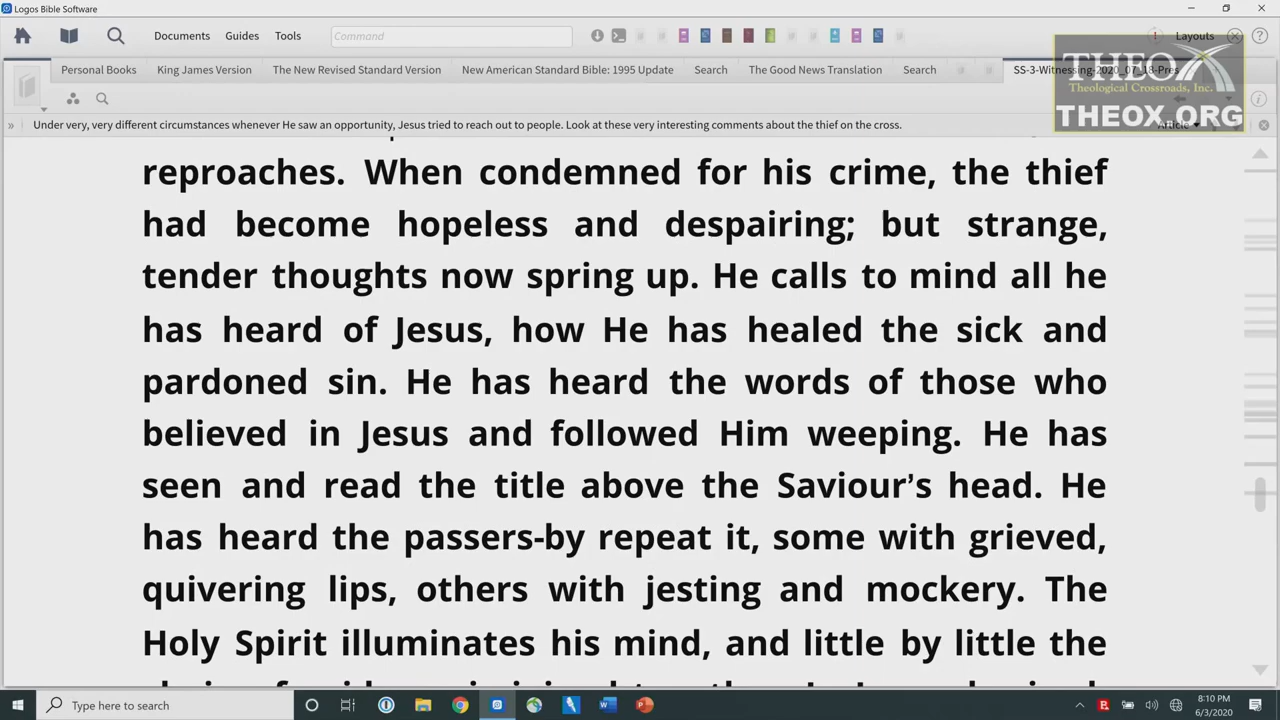 Logos Bible Software
Documents Guides Tools Command Layouts
Personal Books King James Version The New Revised New American Standard Bible: 1995 Update Search The Good News Translation Search SS-3-Witnessing-2020_07_18-Pres
THEOX
Theological Crossroads, Inc.
THEOX.ORG
Under very, very different circumstances whenever He saw an opportunity, Jesus tried to reach out to people. Look at these very interesting comments about the thief on the cross. Article
reproaches. When condemned for his crime, the thief
had become hopeless and despairing; but strange,
tender thoughts now spring up. He calls to mind all he
has heard of Jesus, how He has healed the sick and
pardoned sin. He has heard the words of those who
believed in Jesus and followed Him weeping. He has
seen and read the title above the Saviour's head. He
has heard the passers-by repeat it, some with grieved,
quivering lips, others with jesting and mockery. The
Holy Spirit illuminates his mind, and little by little the
Type here to search
8:10 PM
6/3/2020